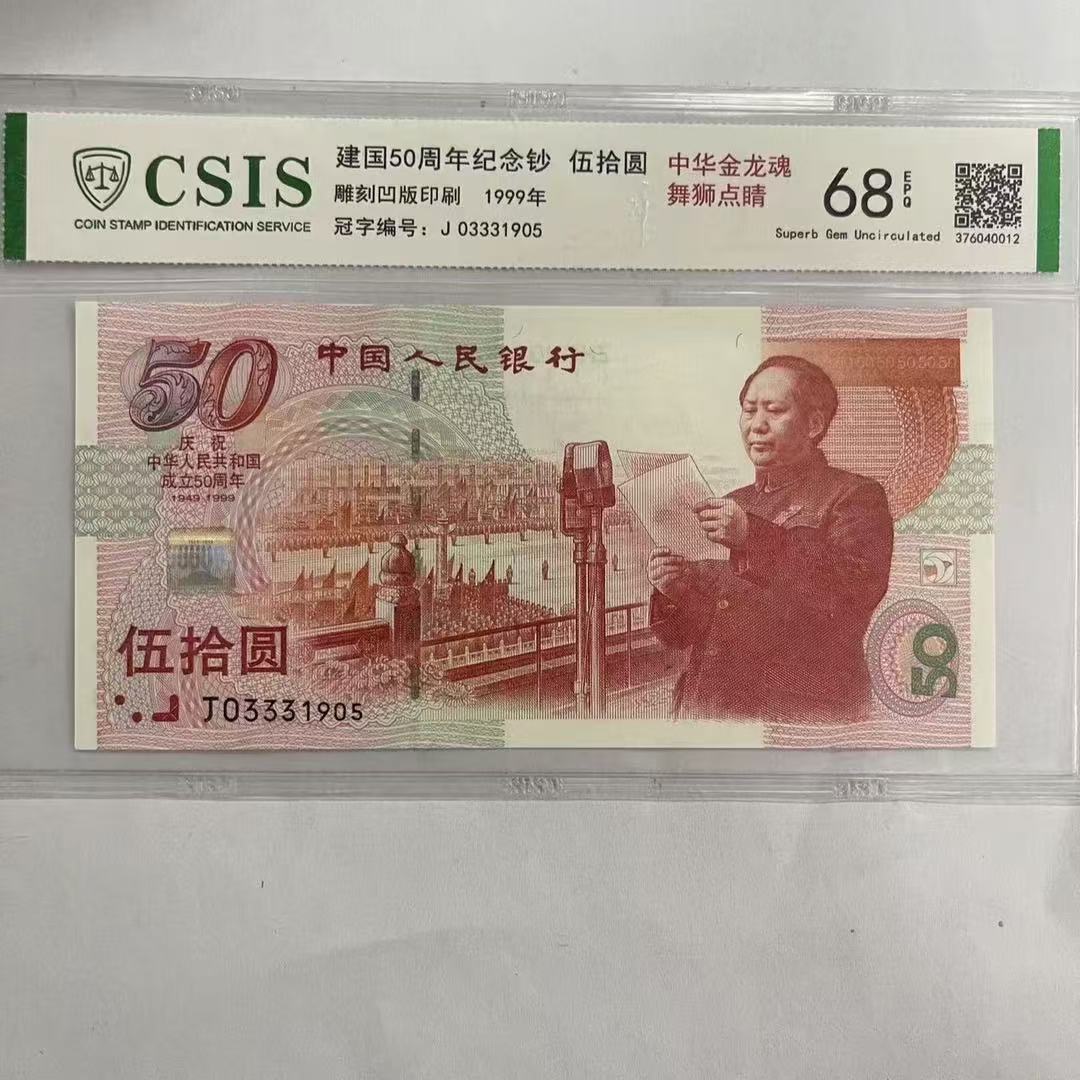 CSIS
COIN STAMP IDENTIFICATION SERVICE
建国50周年纪念钞 伍拾圆
雕刻凹版印刷 1999年
冠字编号：J 03331905
中华金龙魂
舞狮点睛
68 EPQ
Superb Gem Uncirculated
376040012
50
中国人民银行
庆祝
中华人民共和国
成立50周年
1949-1999
伍拾圆
J03331905
50